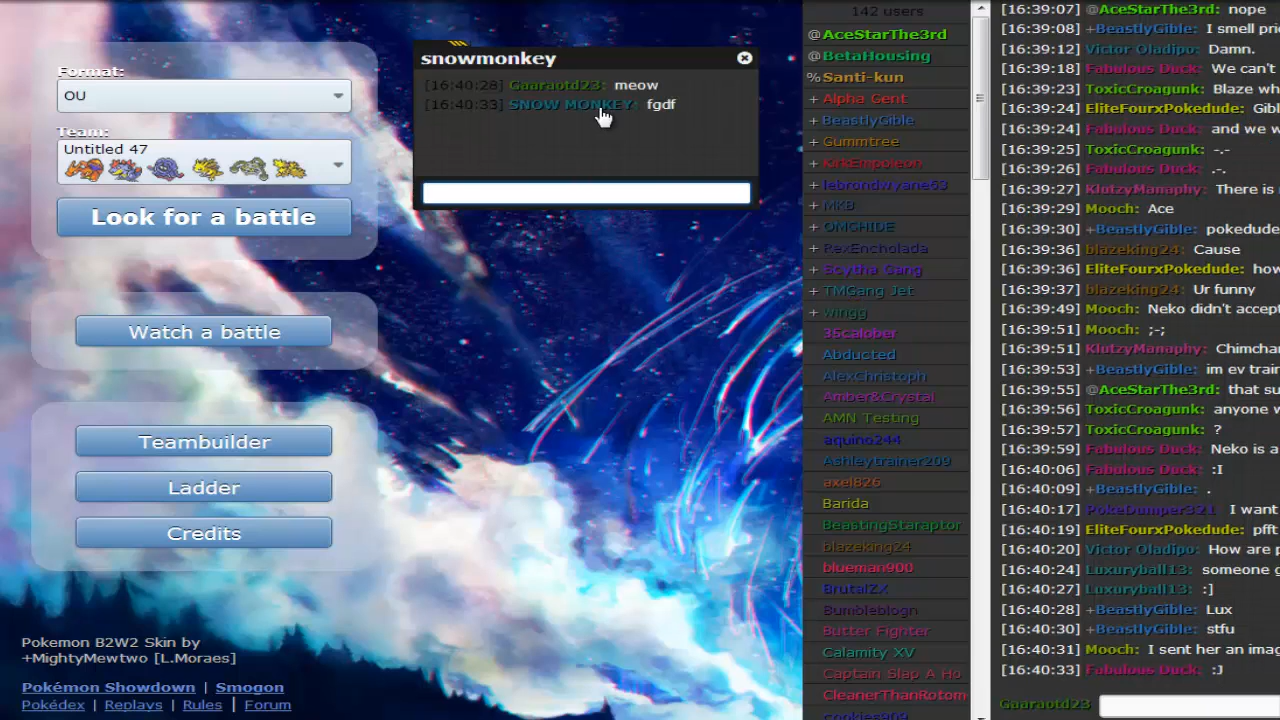 Format:
OU
Team:
Untitled 47
Look for a battle
Watch a battle
Teambuilder
Ladder
Credits
Pokemon B2W2 Skin by
+MightyMewtwo [L.Moraes]
Pokémon Showdown | Smogon
Pokédex | Replays | Rules | Forum
snowmonkey
[16:40:28] Gaaraotd23: meow
[16:40:33] SNOW MONKEY: fgdf
142 users
@AceStarThe3rd
@BetaHousing
%Santi-kun
+ Alpha Gent
+ BeastlyGible
+ Gummtree
+ KirkEmpoleon
+ lebrondwyane63
+ MKB
+ OMGHIDE
+ RexEncholada
+ Scytha Gang
+ TMGang Jet
+ wingg
35calober
Abducted
AlexChristoph
Amber&Crystal
AMN Testing
aquino244
Ashleytrainer209
axel826
Barida
BeastingStaraptor
blazeking24
blueman900
BrutalZX
Bumbleblogn
Butter Fighter
Calamity XV
Captain Slap A Ho
CleanerThanRotom
cookies909
[16:39:07] @AceStarThe3rd: nope
[16:39:08] +BeastlyGible: I smell pri
[16:39:12] Victor Oladipo: Damn.
[16:39:18] Fabulous Duck: We can't
[16:39:23] ToxicCroagunk: Blaze wh
[16:39:24] EliteFourxPokedude: Gibl
[16:39:24] Fabulous Duck: and we w
[16:39:25] ToxicCroagunk: -.-
[16:39:26] Fabulous Duck: .-.
[16:39:27] KlutzyManaphy: There is
[16:39:29] Mooch: Ace
[16:39:30] +BeastlyGible: pokedude
[16:39:36] blazeking24: Cause
[16:39:36] EliteFourxPokedude: how
[16:39:37] blazeking24: Ur funny
[16:39:49] Mooch: Neko didn't accept
[16:39:51] Mooch: ;-;
[16:39:51] KlutzyManaphy: Chimchar
[16:39:53] +BeastlyGible: im ev train
[16:39:55] @AceStarThe3rd: that su
[16:39:56] ToxicCroagunk: anyone w
[16:39:57] ToxicCroagunk: ?
[16:39:59] Fabulous Duck: Neko is a
[16:40:06] Fabulous Duck: :I
[16:40:09] +BeastlyGible: .
[16:40:17] PokeDumper321 I want
[16:40:19] EliteFourxPokedude: pfft
[16:40:20] Victor Oladipo: How are p
[16:40:24] Luxuryball13: someone g
[16:40:27] Luxuryball13: :]
[16:40:28] +BeastlyGible: Lux
[16:40:30] +BeastlyGible: stfu
[16:40:31] Mooch: I sent her an imag
[16:40:33] Fabulous Duck: :J
Gaaraotd23